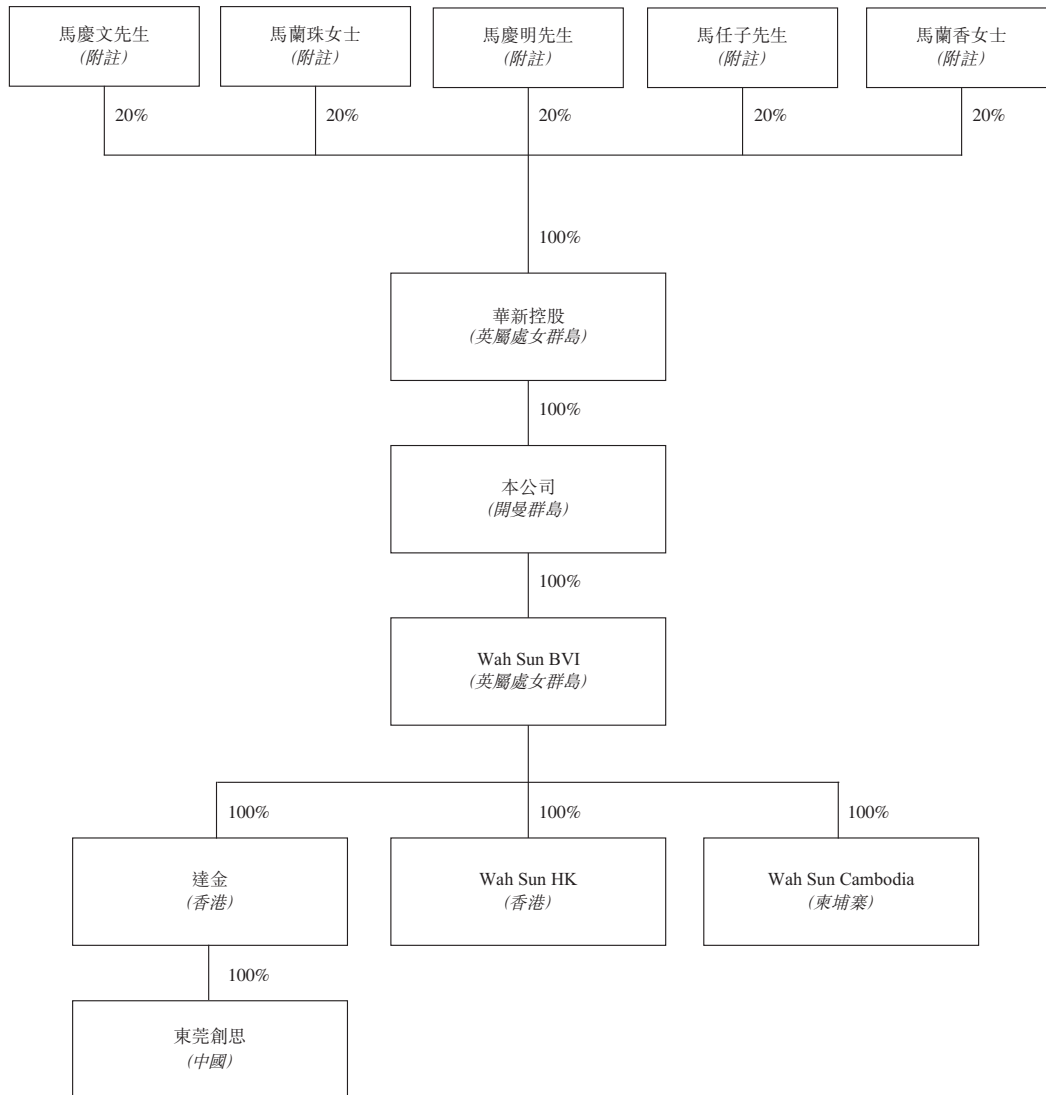 馬慶文先生
(附註)
馬蘭珠女士
(附註)
馬慶明先生
(附註)
馬任子先生
(附註)
馬蘭香女士
(附註)
20%
20%
20%
20%
20%
100%
華新控股
(英屬處女群島)
100%
本公司
(開曼群島)
100%
Wah Sun BVI
(英屬處女群島)
100%
100%
100%
達金
(香港)
Wah Sun HK
(香港)
Wah Sun Cambodia
(柬埔寨)
100%
東莞創思
(中國)